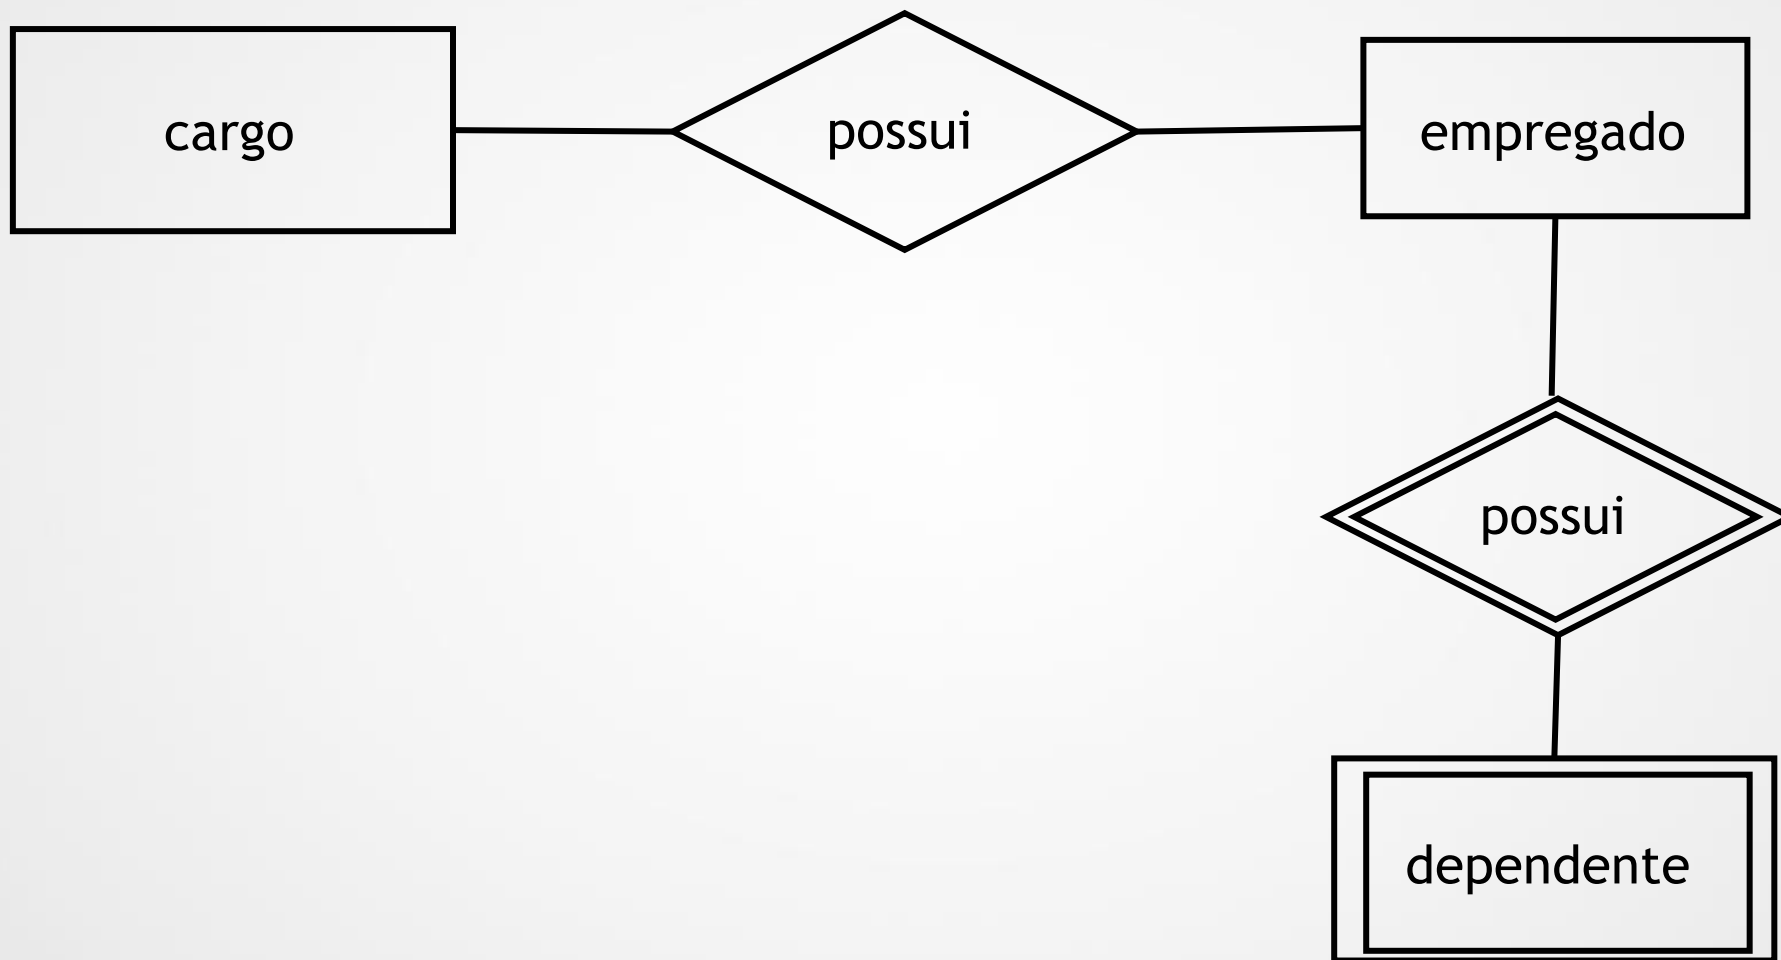 cargo
possui
empregado
possui
dependente